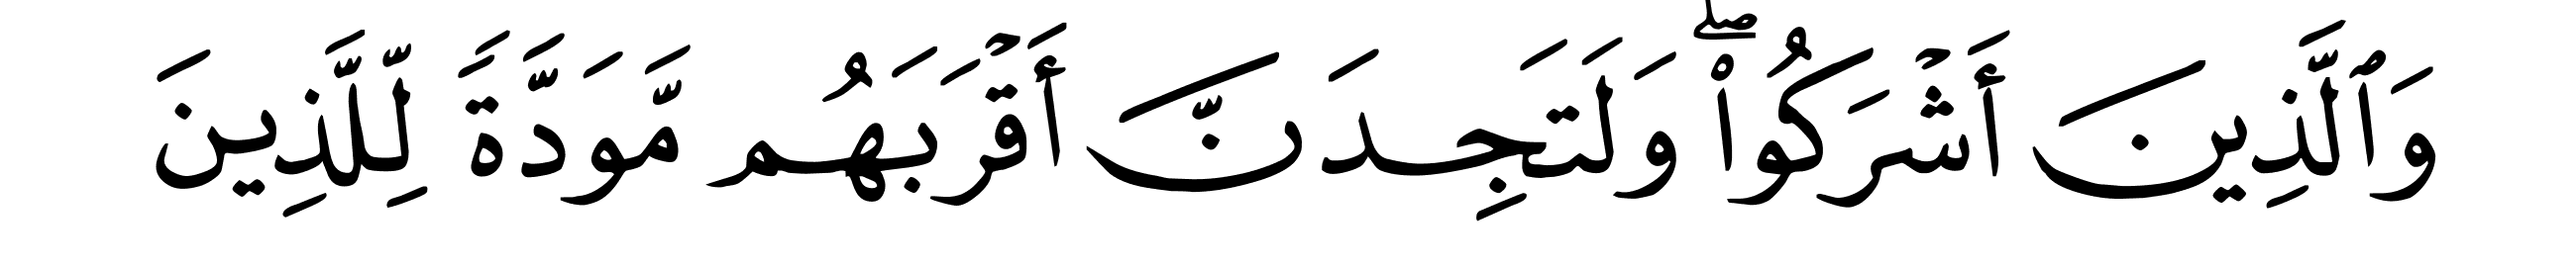 وَٱلَّذِينَ أَشْرَكُوا۟ ۖ وَلَتَجِدَنَّ أَقْرَبَهُم مَّوَدَّةً لِّلَّذِينَ